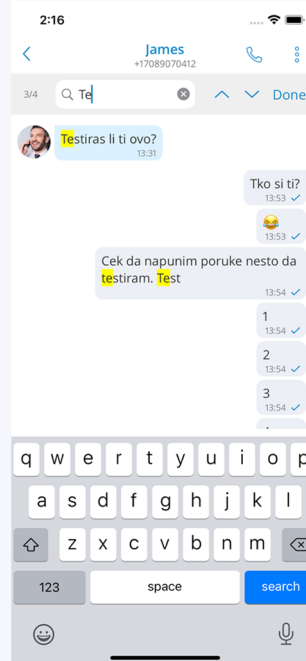 2:16
James
+17089070412
3/4
Te
Done
Testiras li ti ovo?
13:31
Tko si ti?
13:53
13:53
Cek da napunim poruke nesto da
testiram. Test
13:54
1
13:54
2
13:54
3
13:54
q w e r t y u i o p
a s d f g h j k l
z x c v b n m
123 space search